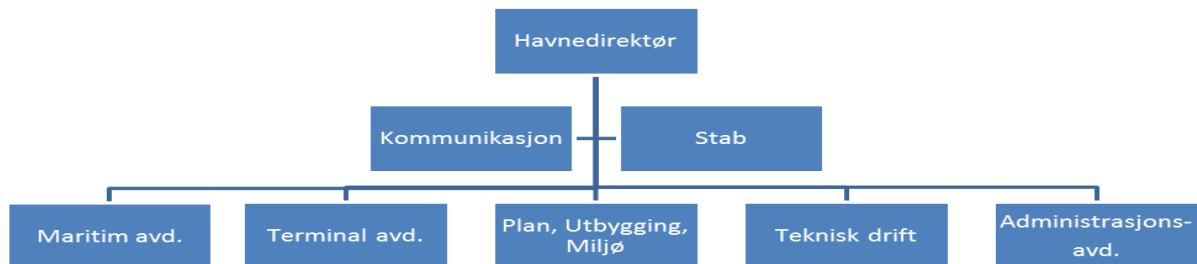 Havnedirektør
Kommunikasjon
Stab
Maritim avd.
Terminal avd.
Plan, Utbygging,
Miljø
Teknisk drift
Administrasjons-
avd.